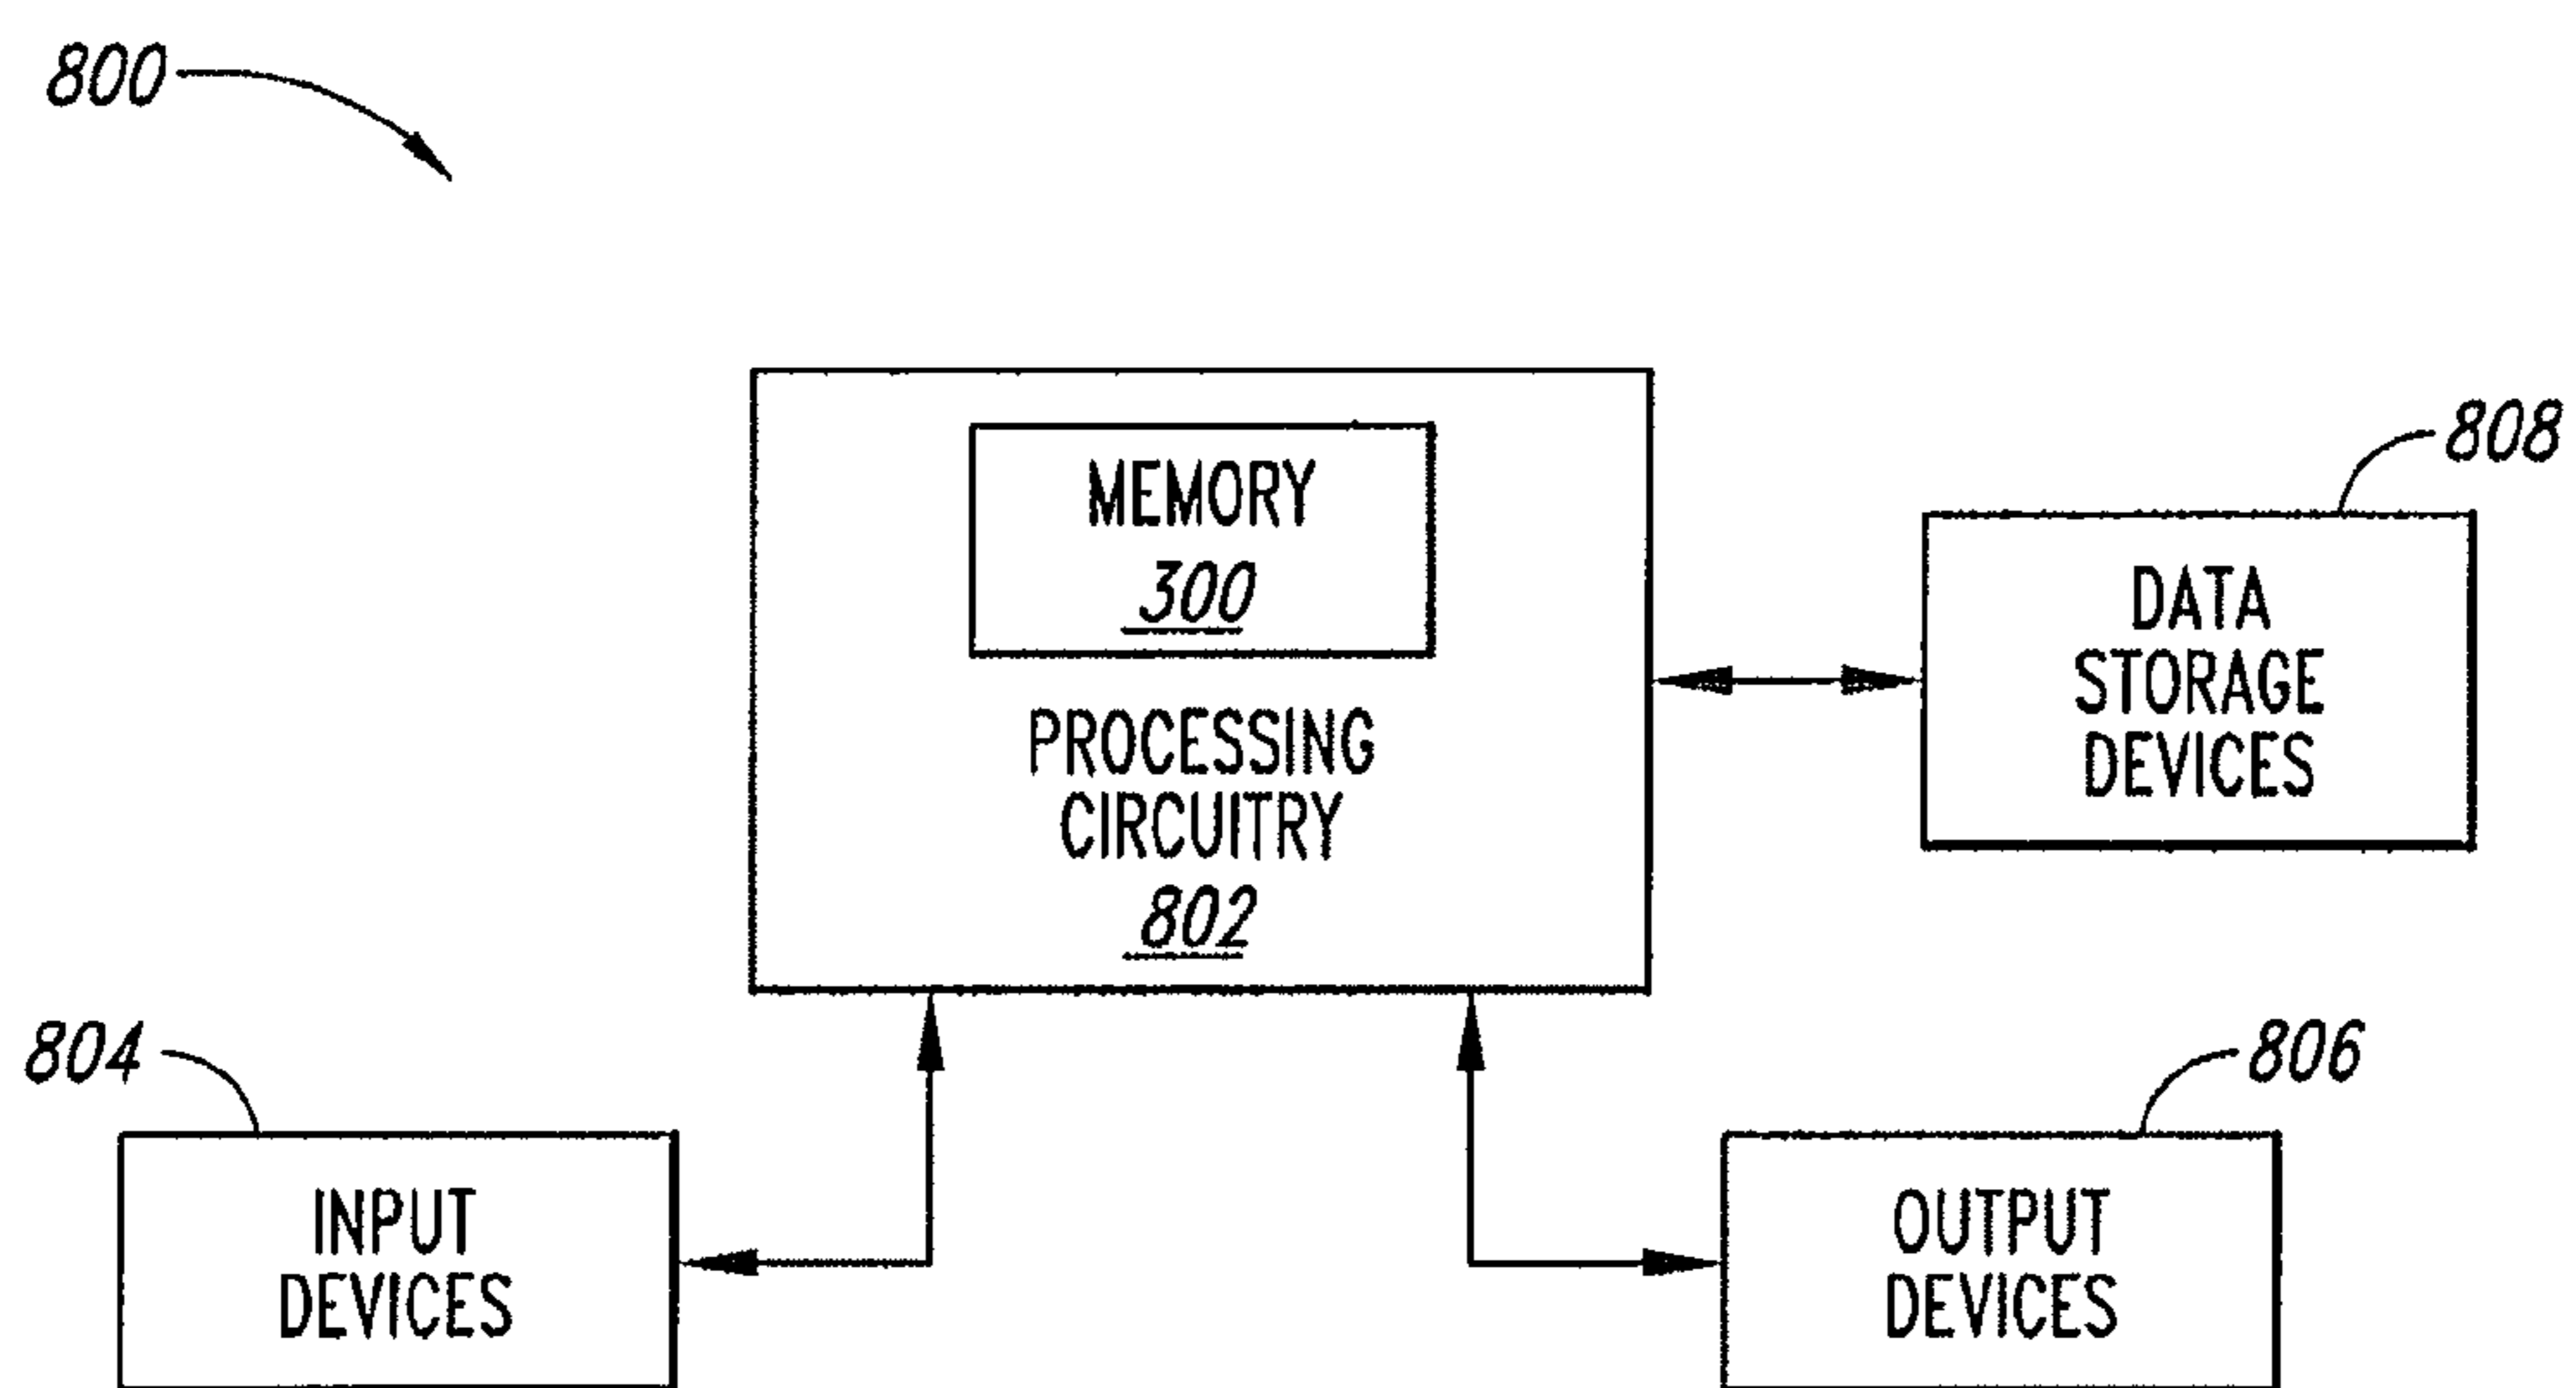 800
MEMORY
300
808
DATA
STORAGE
DEVICES
PROCESSING
CIRCUITRY
802
804
806
INPUT
DEVICES
OUTPUT
DEVICES